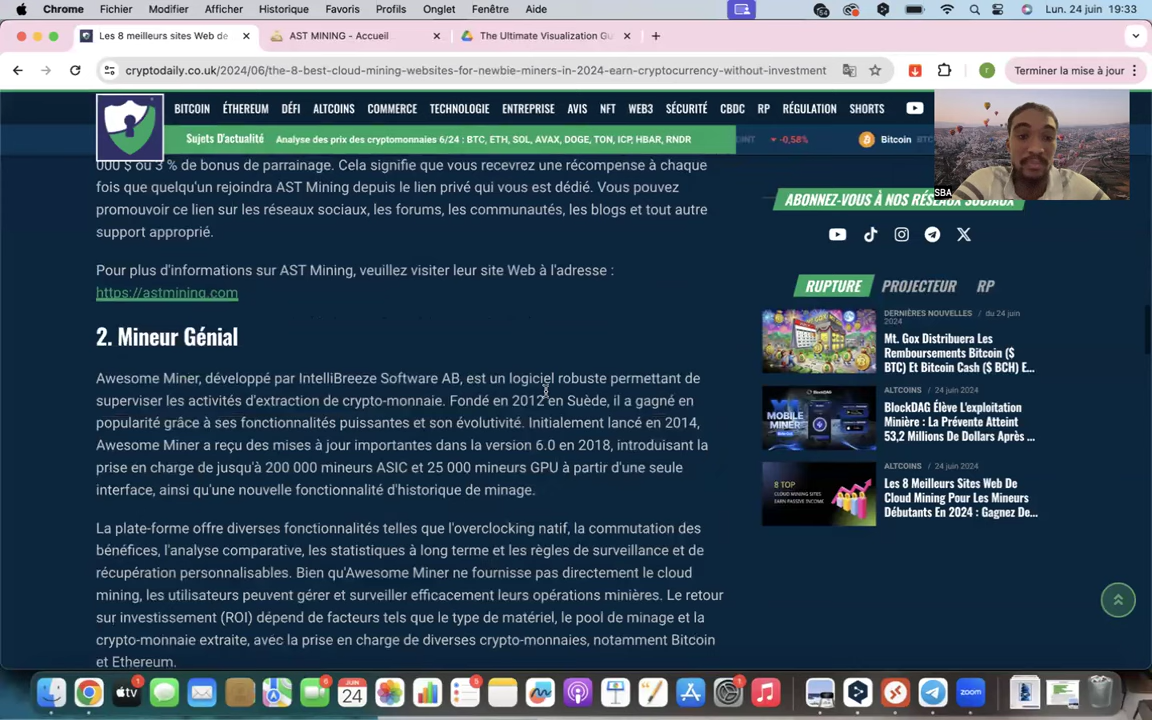 Chrome Fichier Modifier Afficher Historique Favoris Profils Onglet Fenêtre Aide Lun. 24 juin 19:33
Les 8 meilleurs sites Web de
AST MINING - Accueil
The Ultimate Visualization Gu
cryptodaily.co.uk/2024/06/the-8-best-cloud-mining-websites-for-newbie-miners-in-2024-earn-cryptocurrency-without-investment
Terminer la mise à jour
BITCOIN ÉTHEREUM DÉFI ALTCOINS COMMERCE TECHNOLOGIE ENTREPRISE AVIS NFT WEB3 SÉCURITÉ CBDC RP RÉGULATION SHORTS
Sujets D'actualité Analyse des prix des cryptomonnaies 6/24 : BTC, ETH, SOL, AVAX, DOGE, TON, ICP, HBAR, RNDR -0,58% Bitcoin
000 $ ou 3 % de bonus de parrainage. Cela signifie que vous recevrez une récompense à chaque
fois que quelqu'un rejoindra AST Mining depuis le lien privé qui vous est dédié. Vous pouvez
promouvoir ce lien sur les réseaux sociaux, les forums, les communautés, les blogs et tout autre
support approprié.
Pour plus d'informations sur AST Mining, veuillez visiter leur site Web à l'adresse :
https://astmining.com
2. Mineur Génial
Awesome Miner, développé par IntelliBreeze Software AB, est un logiciel robuste permettant de
superviser les activités d'extraction de crypto-monnaie. Fondé en 2012 en Suède, il a gagné en
popularité grâce à ses fonctionnalités puissantes et son évolutivité. Initialement lancé en 2014,
Awesome Miner a reçu des mises à jour importantes dans la version 6.0 en 2018, introduisant la
prise en charge de jusqu'à 200 000 mineurs ASIC et 25 000 mineurs GPU à partir d'une seule
interface, ainsi qu'une nouvelle fonctionnalité d'historique de minage.
La plate-forme offre diverses fonctionnalités telles que l'overclocking natif, la commutation des
bénéfices, l'analyse comparative, les statistiques à long terme et les règles de surveillance et de
récupération personnalisables. Bien qu'Awesome Miner ne fournisse pas directement le cloud
mining, les utilisateurs peuvent gérer et surveiller efficacement leurs opérations minières. Le retour
sur investissement (ROI) dépend de facteurs tels que le type de matériel, le pool de minage et la
crypto-monnaie extraite, avec la prise en charge de diverses crypto-monnaies, notamment Bitcoin
et Ethereum.
SBA
ABONNEZ-VOUS À NOS RÉSEAUX SOCIAUX
RUPTURE PROJECTEUR RP
DERNIÈRES NOUVELLES / du 24 juin
2024
Mt. Gox Distribuera Les
Remboursements Bitcoin ($
BTC) Et Bitcoin Cash ($ BCH) E...
ALTCOINS / 24 juin 2024
BlockDAG Élève L'exploitation
Minière : La Prévente Atteint
53,2 Millions De Dollars Après ...
ALTCOINS / 24 juin 2024
Les 8 Meilleurs Sites Web De
Cloud Mining Pour Les Mineurs
Débutants En 2024 : Gagnez De...
MOBILE
MINER
8 TOP
CLOUD MINING SITES
EARN PASSIVE INCOME
JUIN
24
tv
zoom